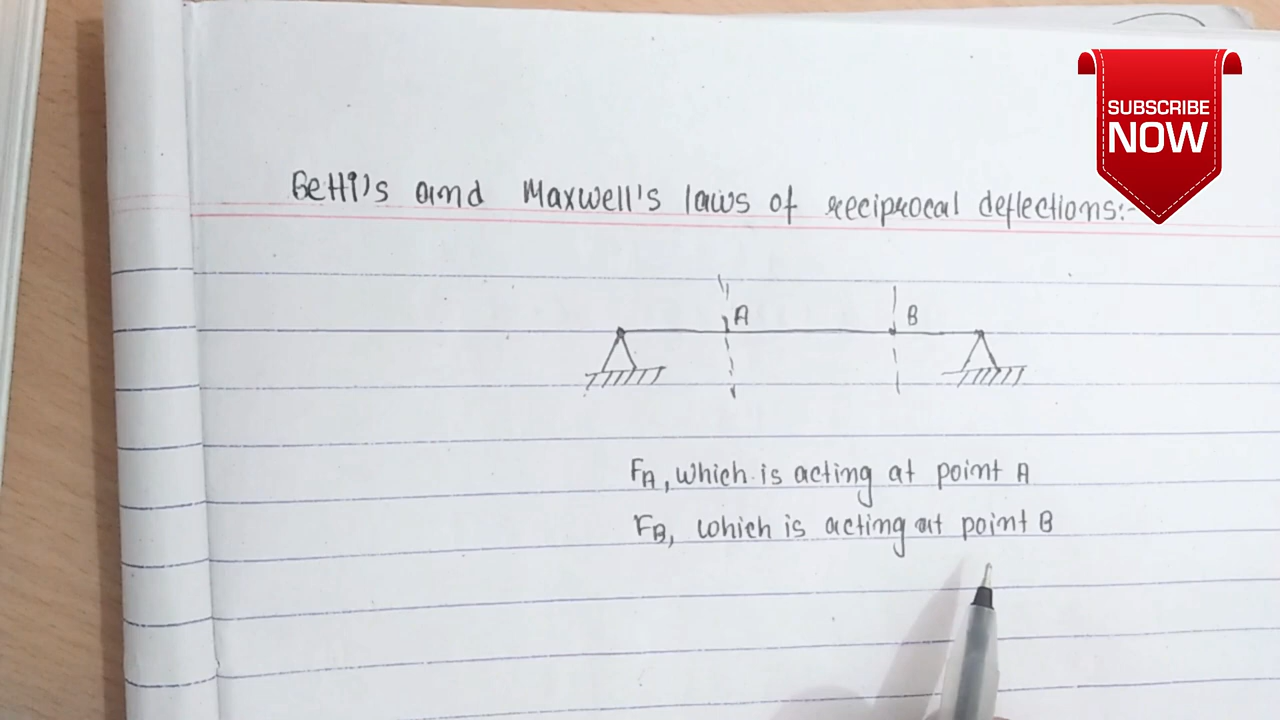 SUBSCRIBE
NOW
Betti's and Maxwell's laws of reciprocal deflections:-
A
B
FA, which is acting at point A
FB, which is acting at point B